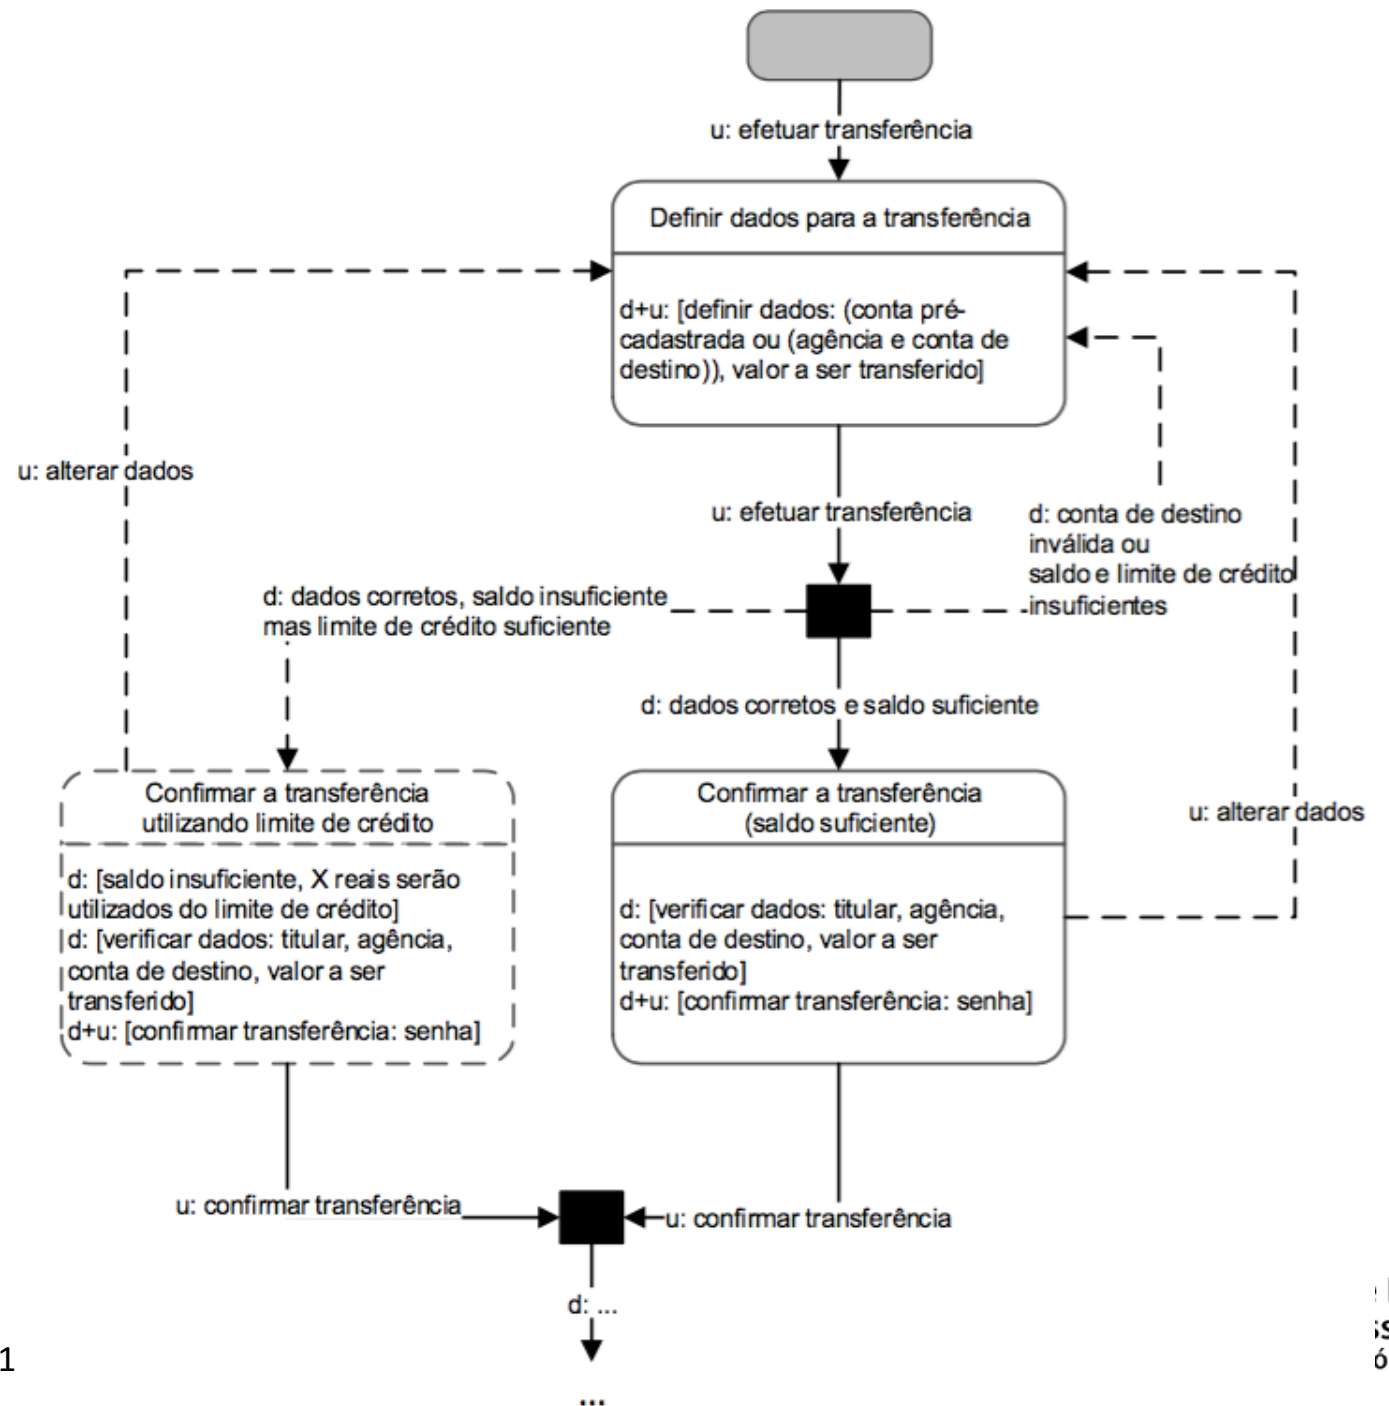 u: efetuar transferência
Definir dados para a transferência
d+u: [definir dados: (conta pré-
cadastrada ou (agência e conta de
destino)), valor a ser transferido]
u: alterar dados
u: efetuar transferência
d: conta de destino
inválida ou
saldo e limite de crédito
insuficientes
d: dados corretos, saldo insuficiente
mas limite de crédito suficiente
d: dados corretos e saldo suficiente
Confirmar a transferência
utilizando limite de crédito
d: [saldo insuficiente, X reais serão
utilizados do limite de crédito]
d: [verificar dados: titular, agência,
conta de destino, valor a ser
transferido]
d+u: [confirmar transferência: senha]
Confirmar a transferência
(saldo suficiente)
d: [verificar dados: titular, agência,
conta de destino, valor a ser
transferido]
d+u: [confirmar transferência: senha]
u: alterar dados
u: confirmar transferência
u: confirmar transferência
d: ...
...
1